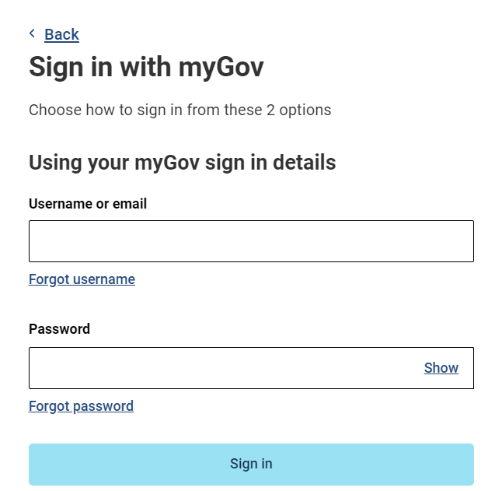 Back
Sign in with myGov
Choose how to sign in from these 2 options
Using your myGov sign in details
Username or email
Forgot username
Password
Show
Forgot password
Sign in